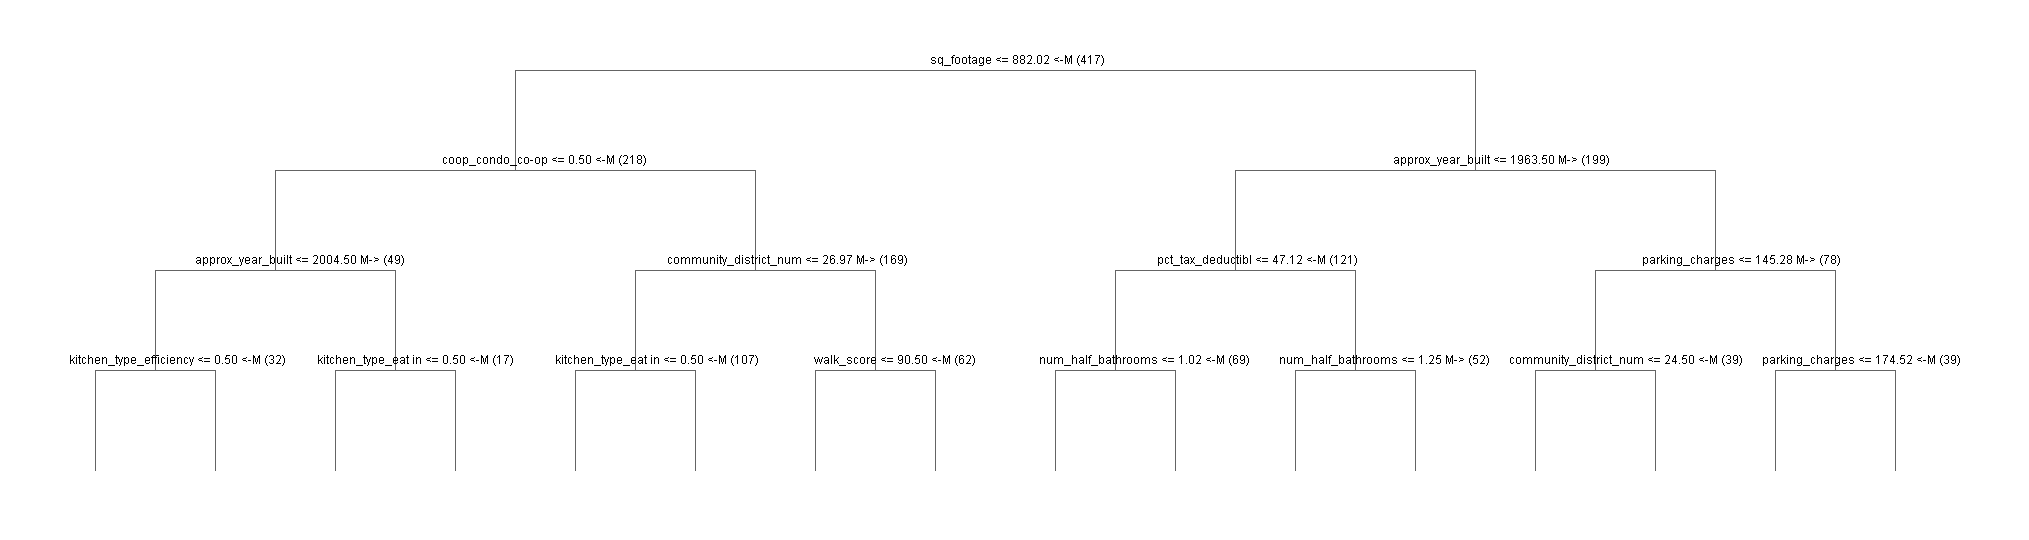 sq_footage <= 882.02 <-M (417)
coop_condo_co-op <= 0.50 <-M (218)
approx_year_built <= 1963.50 M-> (199)
approx_year_built <= 2004.50 M-> (49)
community_district_num <= 26.97 M-> (169)
pct_tax_deductibl <= 47.12 <-M (121)
parking_charges <= 145.28 M-> (78)
kitchen_type_efficiency <= 0.50 <-M (32)
kitchen_type_eat in <= 0.50 <-M (17)
kitchen_type_eat in <= 0.50 <-M (107)
walk_score <= 90.50 <-M (62)
num_half_bathrooms <= 1.02 <-M (69)
num_half_bathrooms <= 1.25 M-> (52)
community_district_num <= 24.50 <-M (39)
parking_charges <= 174.52 <-M (39)